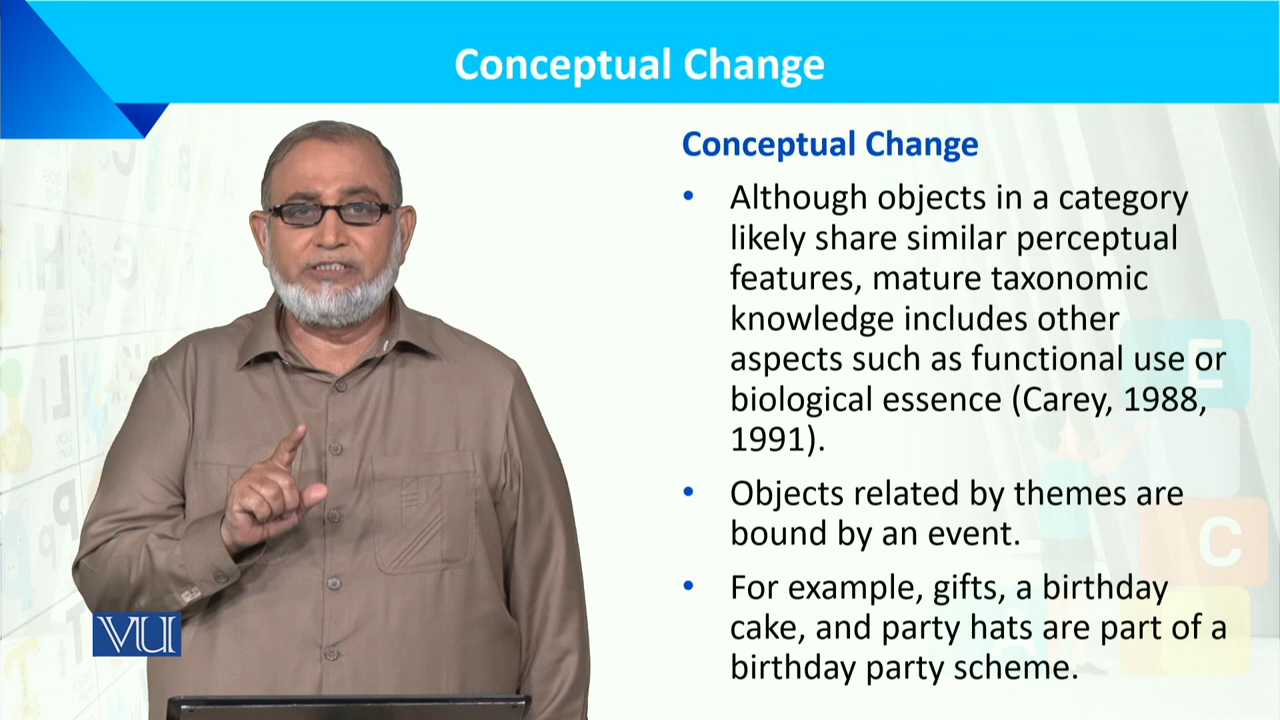 Conceptual Change
Conceptual Change
• Although objects in a category
likely share similar perceptual
features, mature taxonomic
knowledge includes other
aspects such as functional use or
biological essence (Carey, 1988,
1991).
• Objects related by themes are
bound by an event.
• For example, gifts, a birthday
cake, and party hats are part of a
birthday party scheme.
VU
E
C